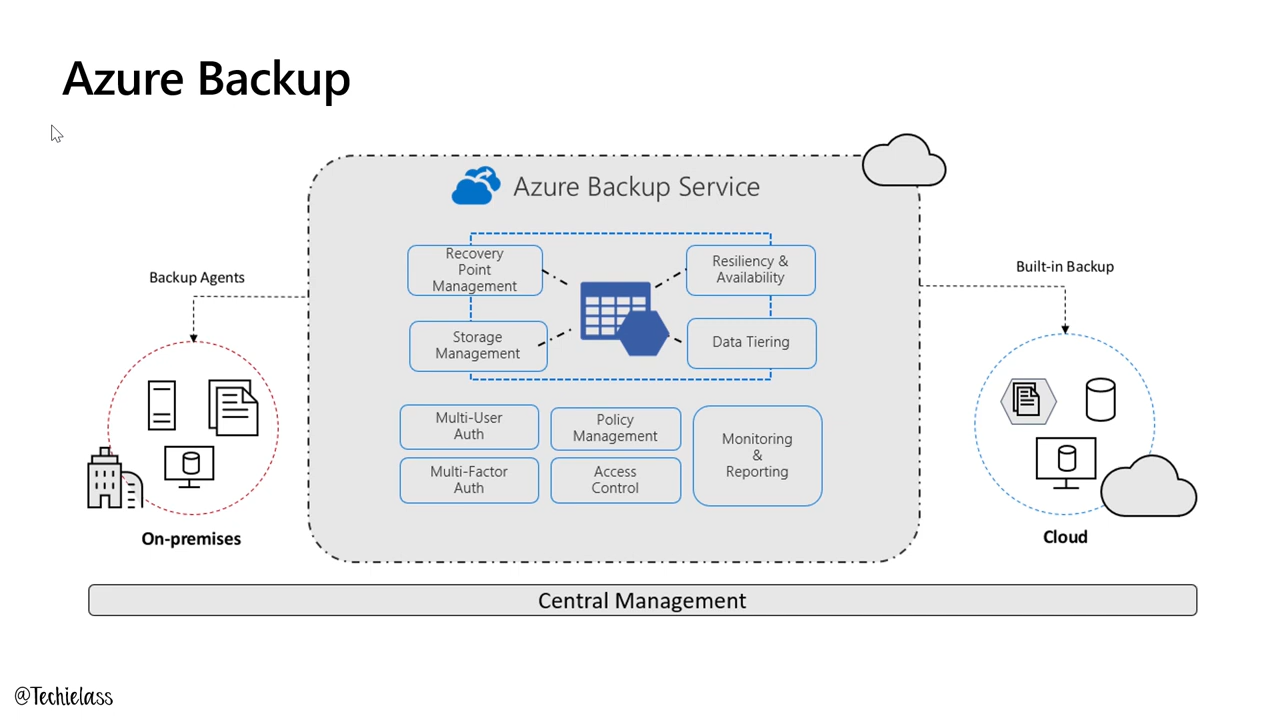 Azure Backup
Azure Backup Service
Backup Agents
Built-in Backup
Recovery
Point
Management
Resiliency &
Availability
Storage
Management
Data Tiering
Multi-User
Auth
Policy
Management
Monitoring
&
Reporting
Multi-Factor
Auth
Access
Control
On-premises
Cloud
Central Management
@Techielass